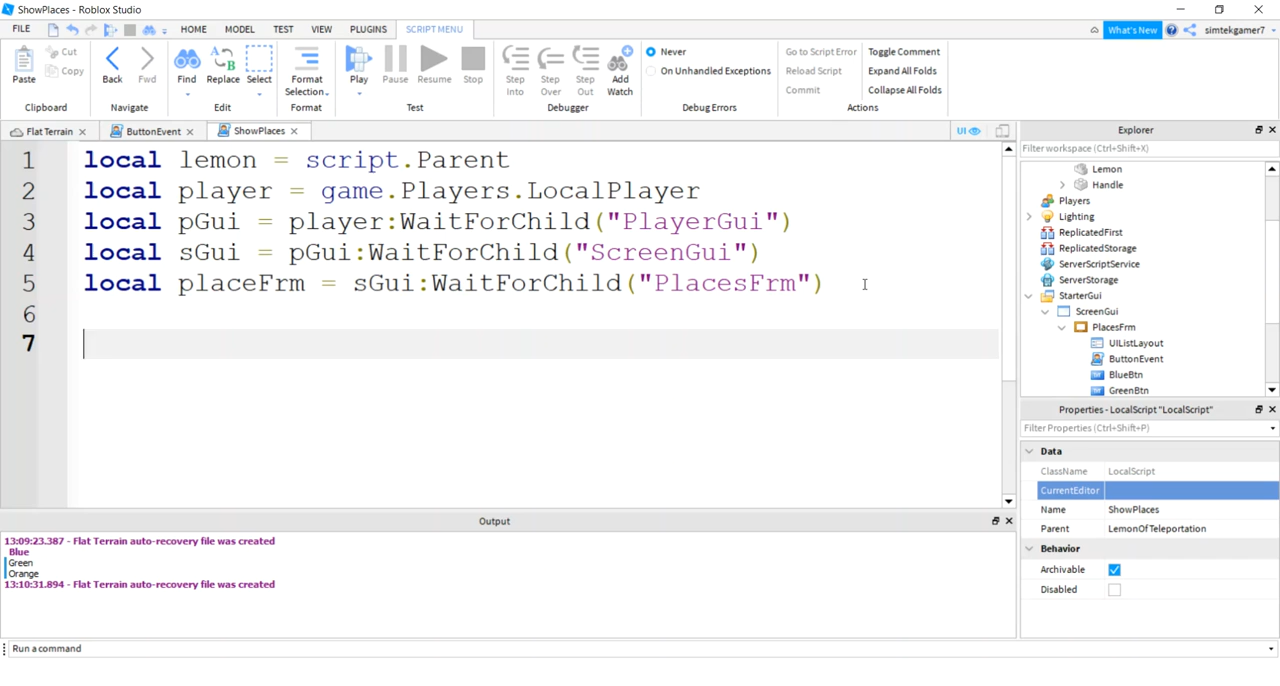 ShowPlaces - Roblox Studio
FILE HOME MODEL TEST VIEW PLUGINS SCRIPT MENU What's New simtekgamer7
Paste Cut Copy Back Fwd Find Replace Select Format Selection Play Pause Resume Stop Step Into Step Over Step Out Add Watch Never On Unhandled Exceptions Go to Script Error Reload Script Commit Toggle Comment Expand All Folds Collapse All Folds
Clipboard Navigate Edit Format Test Debugger Debug Errors Actions
Flat Terrain ButtonEvent ShowPlaces UI
1 local lemon = script.Parent
2 local player = game.Players.LocalPlayer
3 local pGui = player:WaitForChild("PlayerGui")
4 local sGui = pGui:WaitForChild("ScreenGui")
5 local placeFrm = sGui:WaitForChild("PlacesFrm")
6
7
Explorer
Filter workspace (Ctrl+Shift+X)
Lemon
Handle
Players
Lighting
ReplicatedFirst
ReplicatedStorage
ServerScriptService
ServerStorage
StarterGui
ScreenGui
PlacesFrm
UIListLayout
ButtonEvent
BlueBtn
GreenBtn
Properties - LocalScript "LocalScript"
Filter Properties (Ctrl+Shift+P)
Data
ClassName LocalScript
CurrentEditor
Name ShowPlaces
Parent LemonOfTeleportation
Behavior
Archivable
Disabled
Output
13:09:23.387 - Flat Terrain auto-recovery file was created
Blue
Green
Orange
13:10:31.894 - Flat Terrain auto-recovery file was created
Run a command